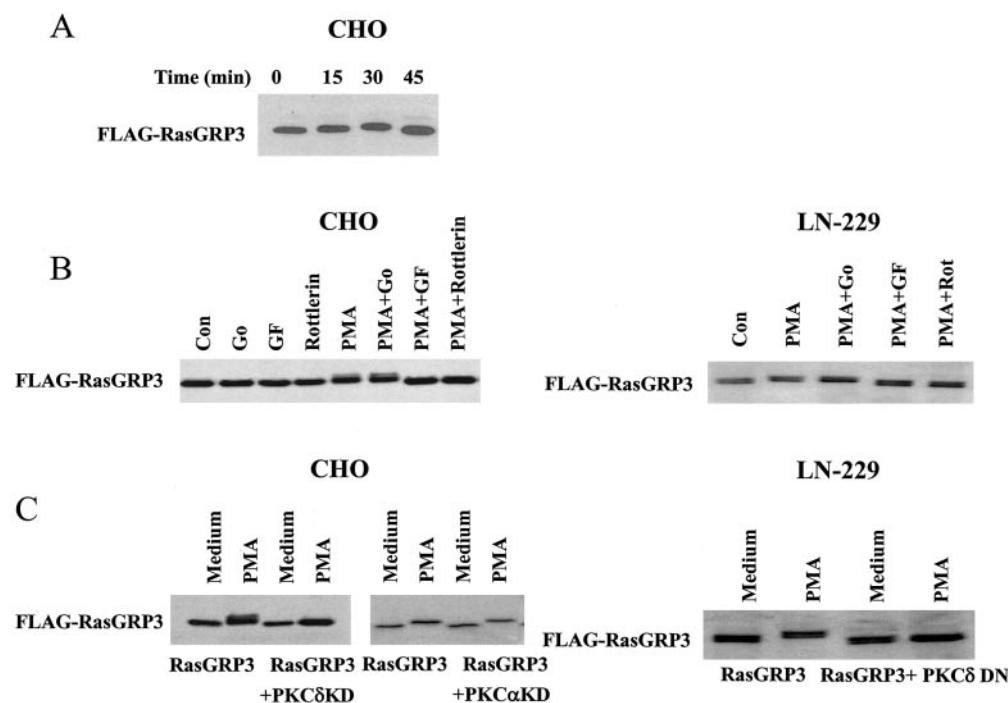 A
CHO
Time (min) 0 15 30 45
FLAG-RasGRP3
B
CHO
Con
Go
GF
Rottlerin
PMA
PMA+Go
PMA+GF
PMA+Rottlerin
FLAG-RasGRP3
LN-229
Con
PMA
PMA+Go
PMA+GF
PMA+Rot
FLAG-RasGRP3
C
CHO
Medium
PMA
Medium
PMA
Medium
PMA
Medium
PMA
FLAG-RasGRP3
RasGRP3 RasGRP3 RasGRP3 RasGRP3
+PKCδKD +PKCαKD
LN-229
Medium
PMA
Medium
PMA
FLAG-RasGRP3
RasGRP3 RasGRP3+ PKCδ DN